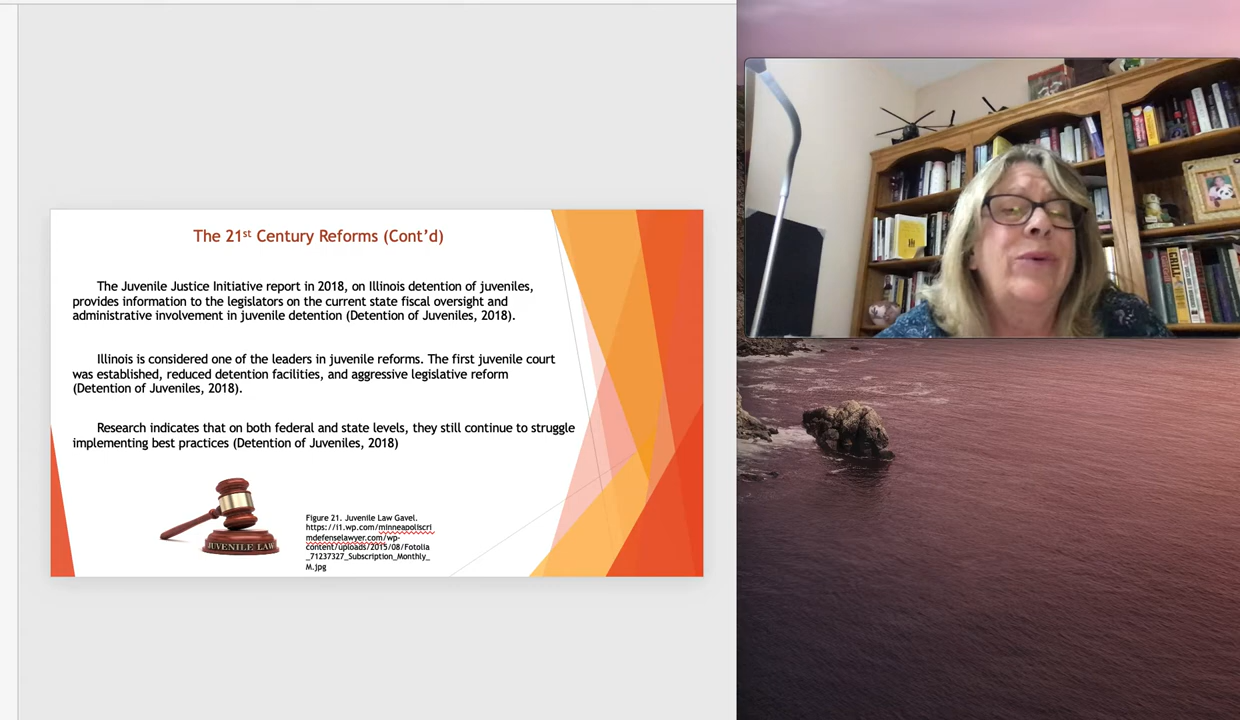 The 21st Century Reforms (Cont’d)
The Juvenile Justice Initiative report in 2018, on Illinois detention of juveniles,
provides information to the legislators on the current state fiscal oversight and
administrative involvement in juvenile detention (Detention of Juveniles, 2018).
Illinois is considered one of the leaders in juvenile reforms. The first juvenile court
was established, reduced detention facilities, and aggressive legislative reform
(Detention of Juveniles, 2018).
Research indicates that on both federal and state levels, they still continue to struggle
implementing best practices (Detention of Juveniles, 2018)
JUVENILE LAW
Figure 21. Juvenile Law Gavel.
https://i1.wp.com/minneapoliscri
mdefenselawyer.com/wp-
content/uploads/2015/08/Fotolia
_71237327_Subscription_Monthly_
M.jpg